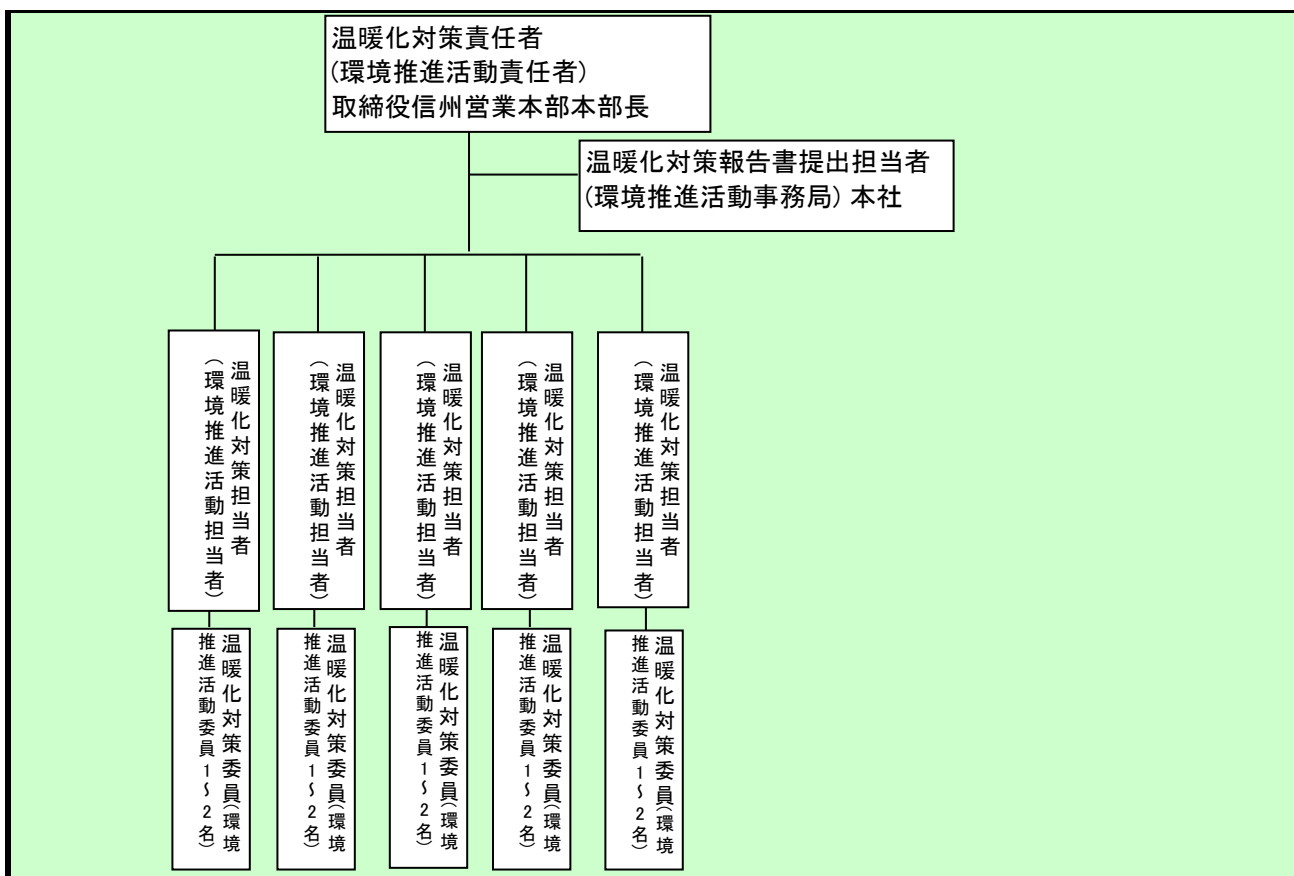 温暖化対策責任者
(環境推進活動責任者)
取締役信州営業本部本部長
温暖化対策報告書提出担当者
(環境推進活動事務局) 本社
温暖化対策担当者
（環境推進活動担当者）
温暖化対策担当者
（環境推進活動担当者）
温暖化対策担当者
（環境推進活動担当者）
温暖化対策担当者
（環境推進活動担当者）
温暖化対策担当者
（環境推進活動担当者）
温暖化対策委員（環境
推進活動委員１～２名）
温暖化対策委員（環境
推進活動委員１～２名）
温暖化対策委員（環境
推進活動委員１～２名）
温暖化対策委員（環境
推進活動委員１～２名）
温暖化対策委員（環境
推進活動委員１～２名）